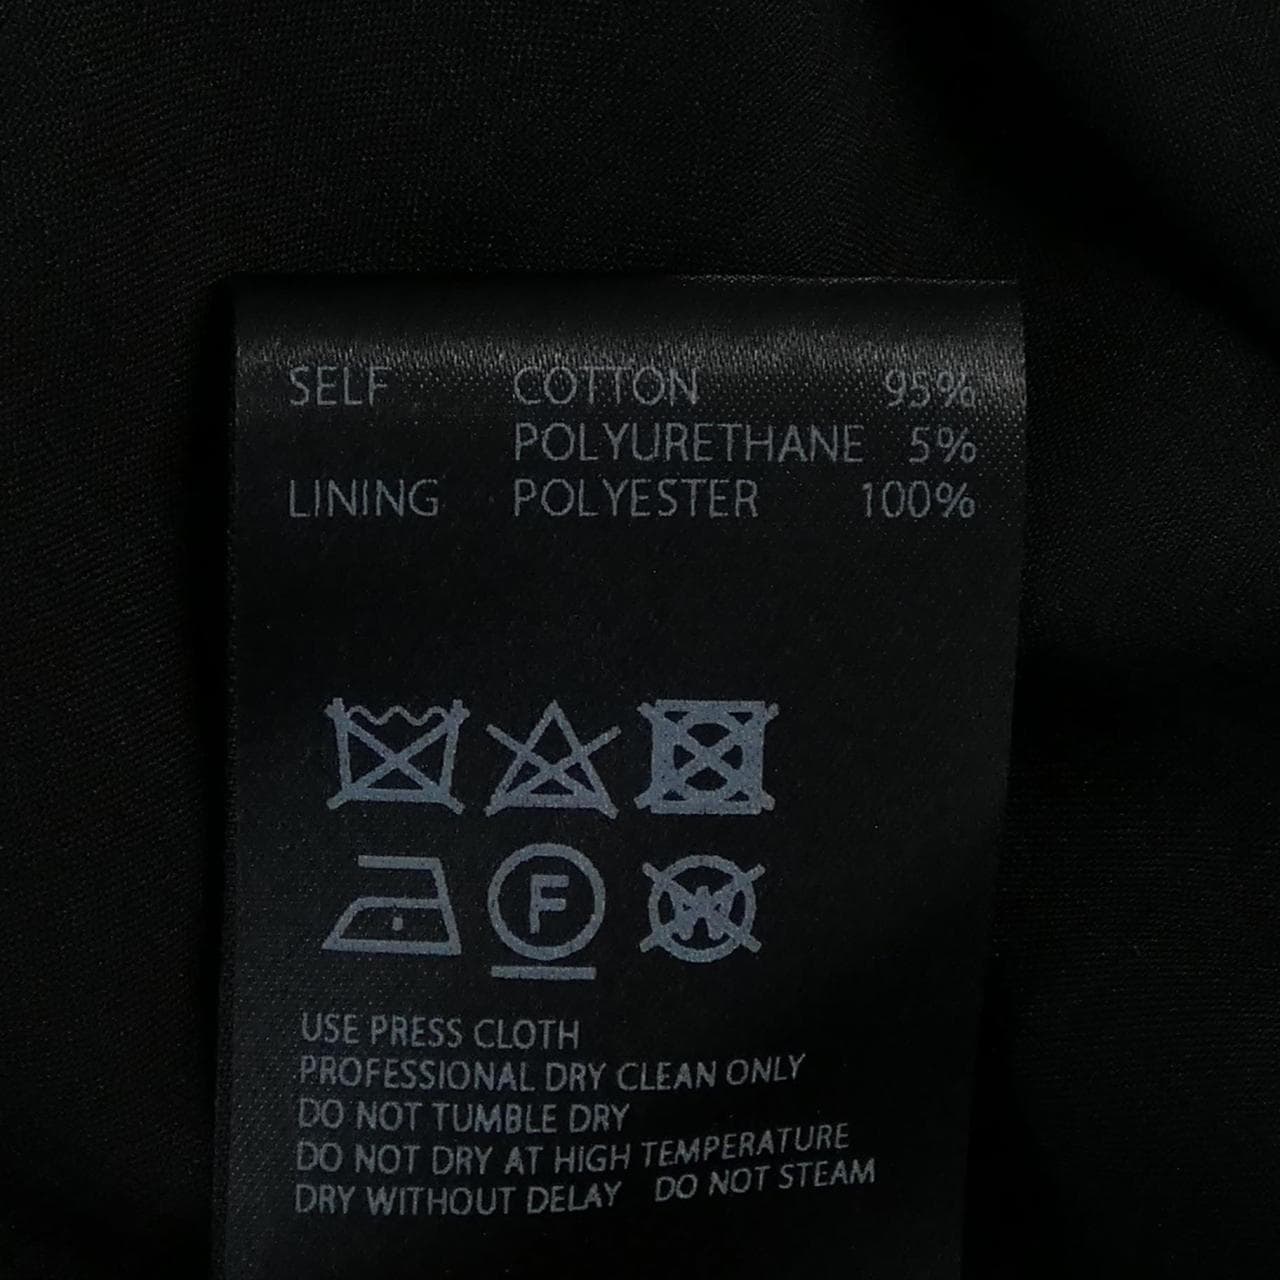 SELF COTTON 95%
POLYURETHANE 5%
LINING POLYESTER 100%
F
W
USE PRESS CLOTH
PROFESSIONAL DRY CLEAN ONLY
DO NOT TUMBLE DRY
DO NOT DRY AT HIGH TEMPERATURE
DRY WITHOUT DELAY DO NOT STEAM